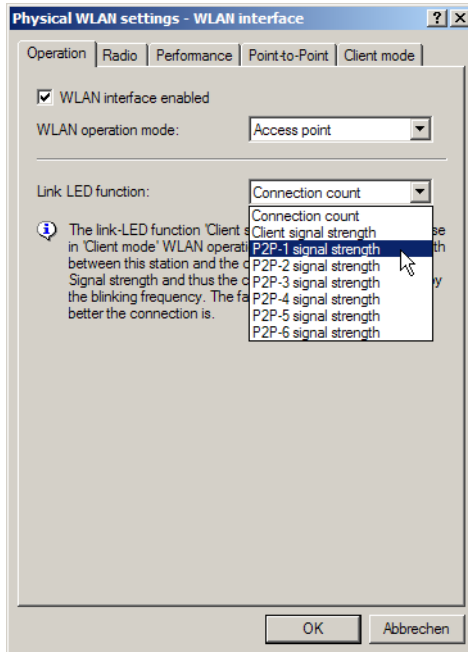 Physical WLAN settings - WLAN interface
Operation Radio Performance Point-to-Point Client mode
WLAN interface enabled
WLAN operation mode: Access point
Link LED function: Connection count
Connection count
Client signal strength
P2P-1 signal strength
P2P-2 signal strength
P2P-3 signal strength
P2P-4 signal strength
P2P-5 signal strength
P2P-6 signal strength
The link-LED function 'Client
in 'Client mode' WLAN
between this station and the
Signal strength and thus the
the blinking frequency. The
better the connection is.
OK Abbrechen